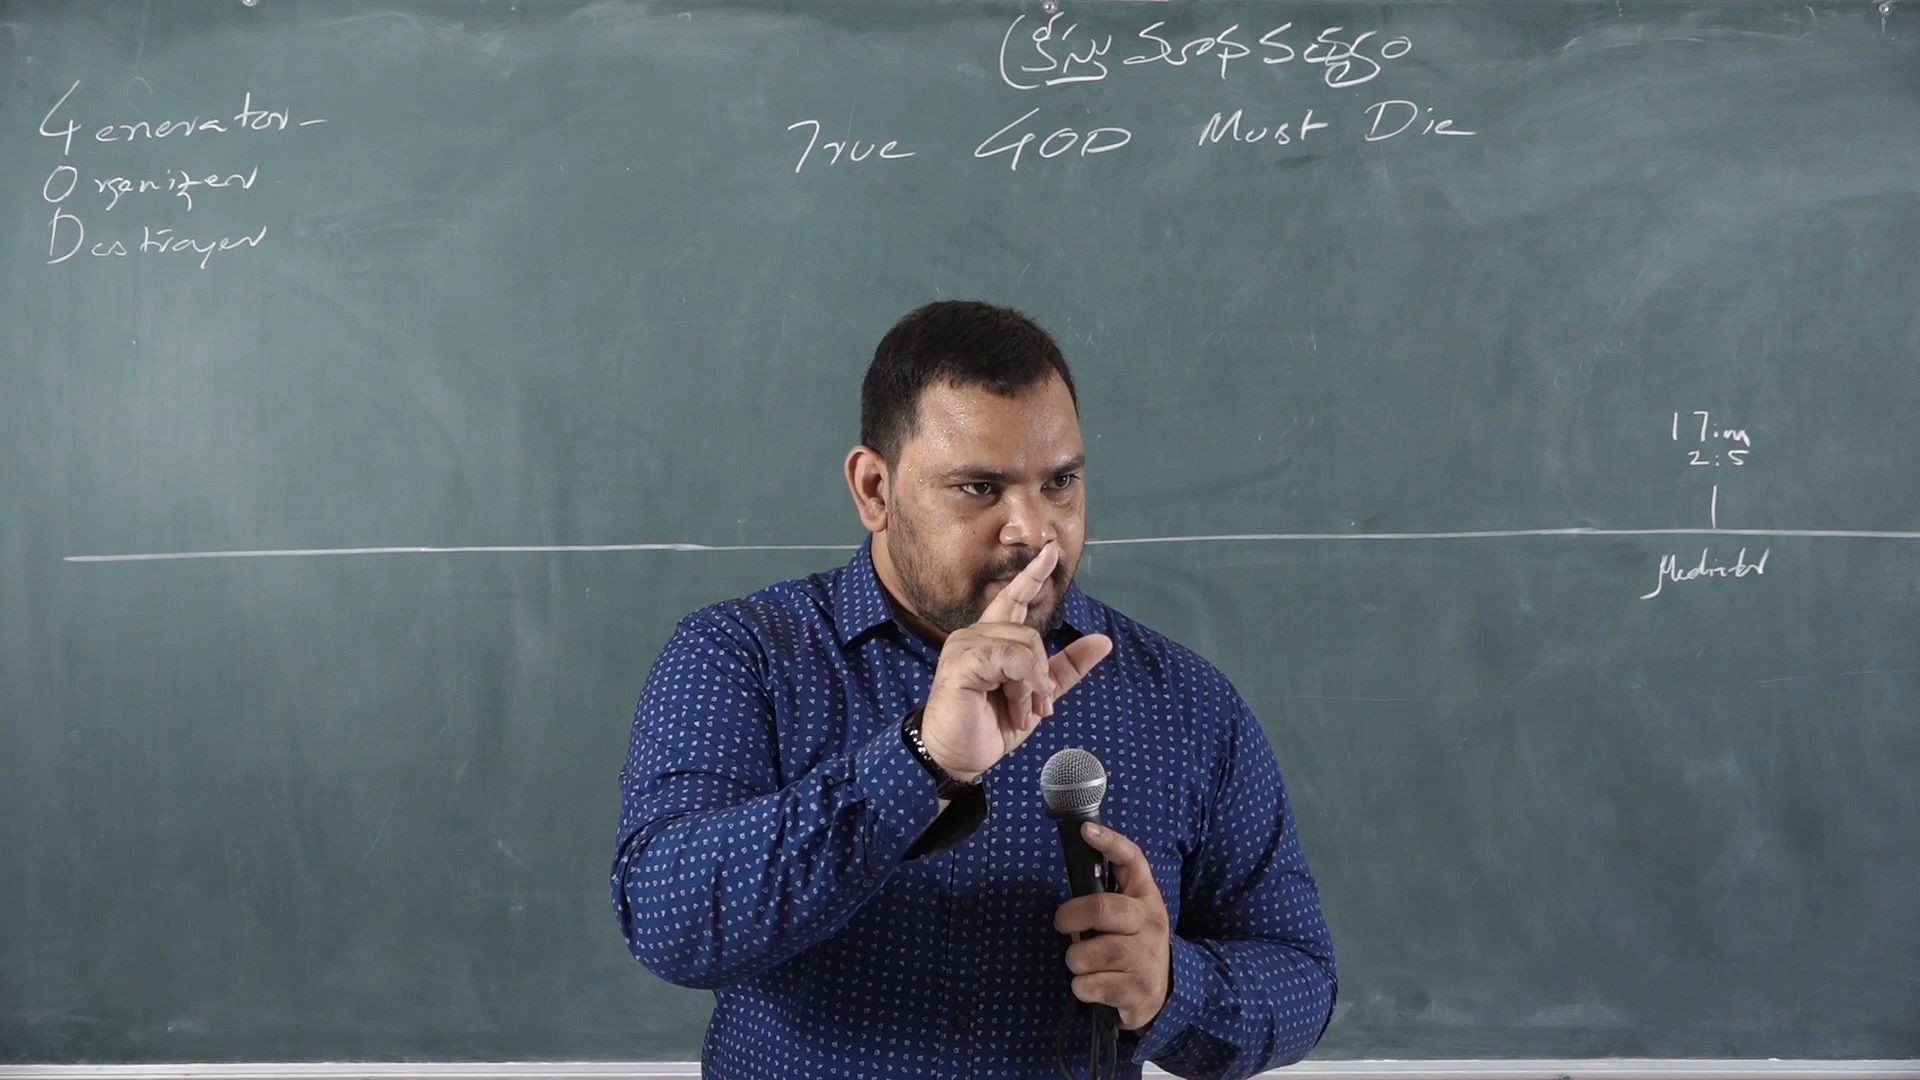 క్రీస్తు మానవత్వం
True GOD Must Die
Generator -
Organizer
Destroyer
1 Tim
2:5
Mediator